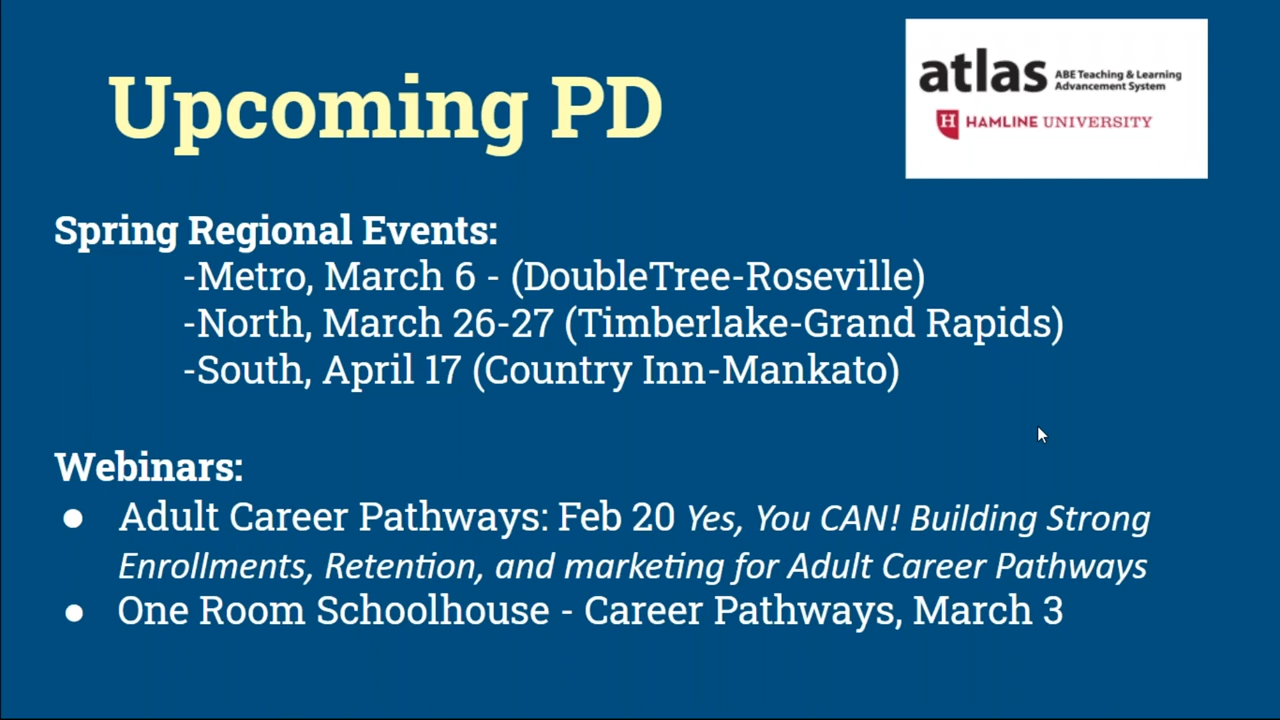 Upcoming PD
atlas ABE Teaching & Learning
Advancement System
H HAMLINE UNIVERSITY
Spring Regional Events:
-Metro, March 6 - (DoubleTree-Roseville)
-North, March 26-27 (Timberlake-Grand Rapids)
-South, April 17 (Country Inn-Mankato)
Webinars:
● Adult Career Pathways: Feb 20 Yes, You CAN! Building Strong
Enrollments, Retention, and marketing for Adult Career Pathways
● One Room Schoolhouse - Career Pathways, March 3